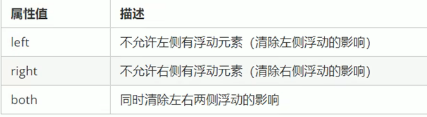 属性值 描述
left 不允许左侧有浮动元素（清除左侧浮动的影响）
right 不允许右侧有浮动元素（清除右侧浮动的影响）
both 同时清除左右两侧浮动的影响